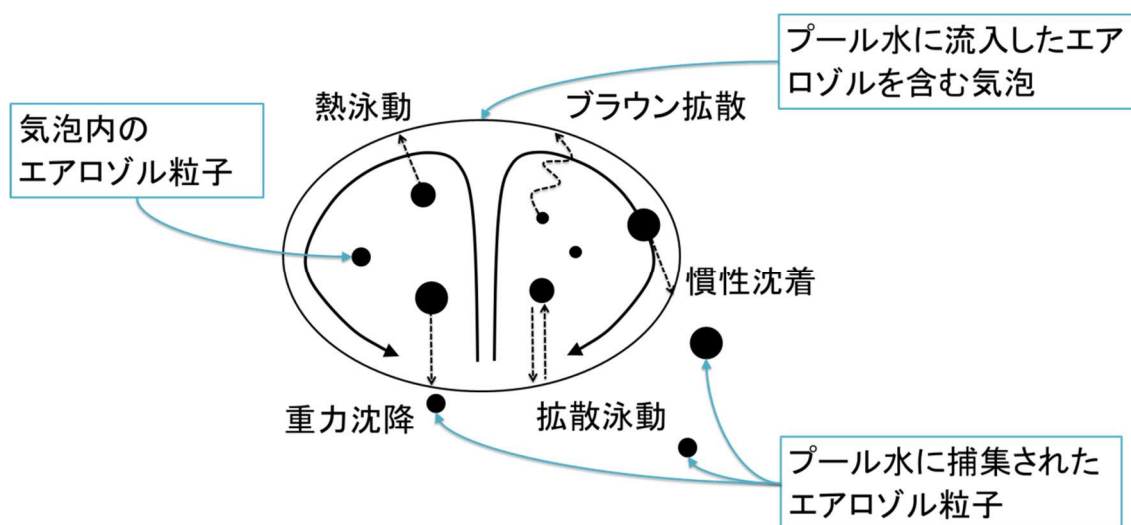 プール水に流入したエア
ロゾルを含む気泡
熱泳動
ブラウン拡散
気泡内の
エアロゾル粒子
慣性沈着
重力沈降
拡散泳動
プール水に捕集された
エアロゾル粒子